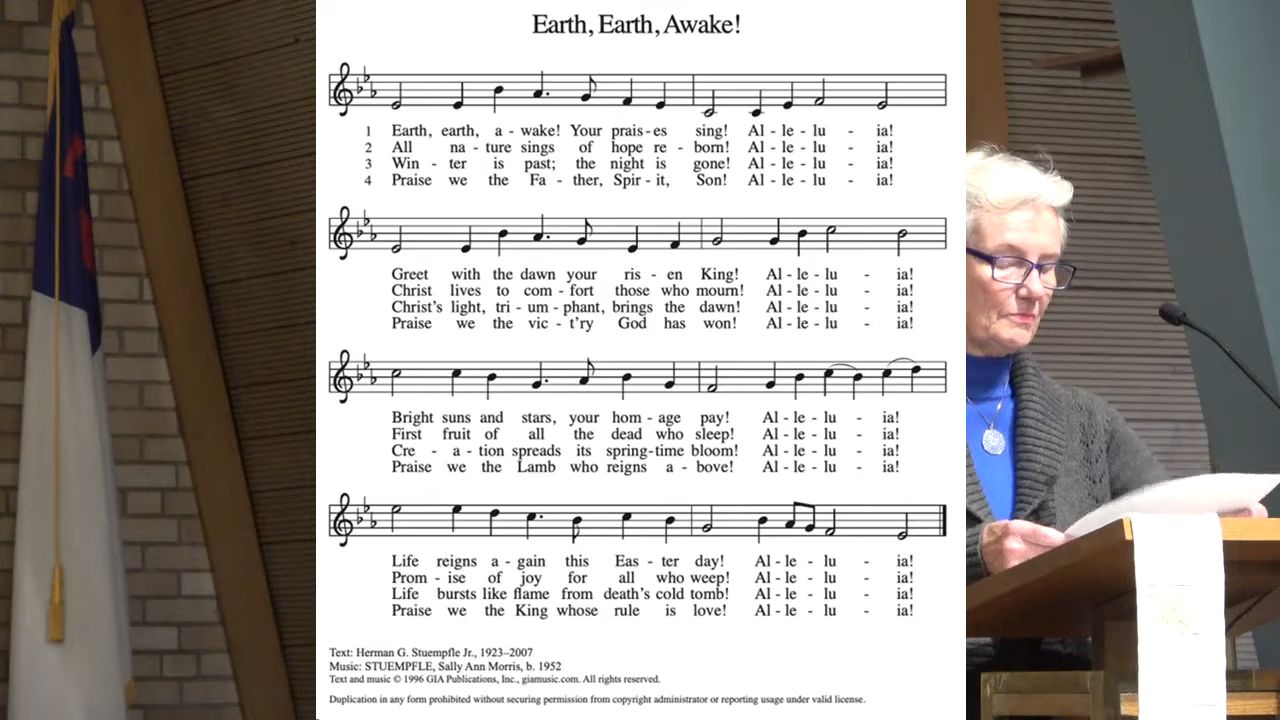 Earth, Earth, Awake!
1 Earth, earth, a - wake! Your prais - es sing! Al - le - lu - ia!
2 All na - ture sings of hope re - born! Al - le - lu - ia!
3 Win - ter is past; the night is gone! Al - le - lu - ia!
4 Praise we the Fa - ther, Spir - it, Son! Al - le - lu - ia!
Greet with the dawn your ris - en King! Al - le - lu - ia!
Christ lives to com - fort those who mourn! Al - le - lu - ia!
Christ's light, tri - um - phant, brings the dawn! Al - le - lu - ia!
Praise we the vic - t'ry God has won! Al - le - lu - ia!
Bright suns and stars, your hom - age pay! Al - le - lu - ia!
First fruit of all the dead who sleep! Al - le - lu - ia!
Cre - a - tion spreads its spring - time bloom! Al - le - lu - ia!
Praise we the Lamb who reigns a - bove! Al - le - lu - ia!
Life reigns a - gain this Eas - ter day! Al - le - lu - ia!
Prom - ise of joy for all who weep! Al - le - lu - ia!
Life bursts like flame from death's cold tomb! Al - le - lu - ia!
Praise we the King whose rule is love! Al - le - lu - ia!
Text: Herman G. Stuempfle Jr., 1923–2007
Music: STUEMPFLE, Sally Ann Morris, b. 1952
Text and music © 1996 GIA Publications, Inc., giamusic.com. All rights reserved.
Duplication in any form prohibited without securing permission from copyright administrator or reporting usage under valid license.